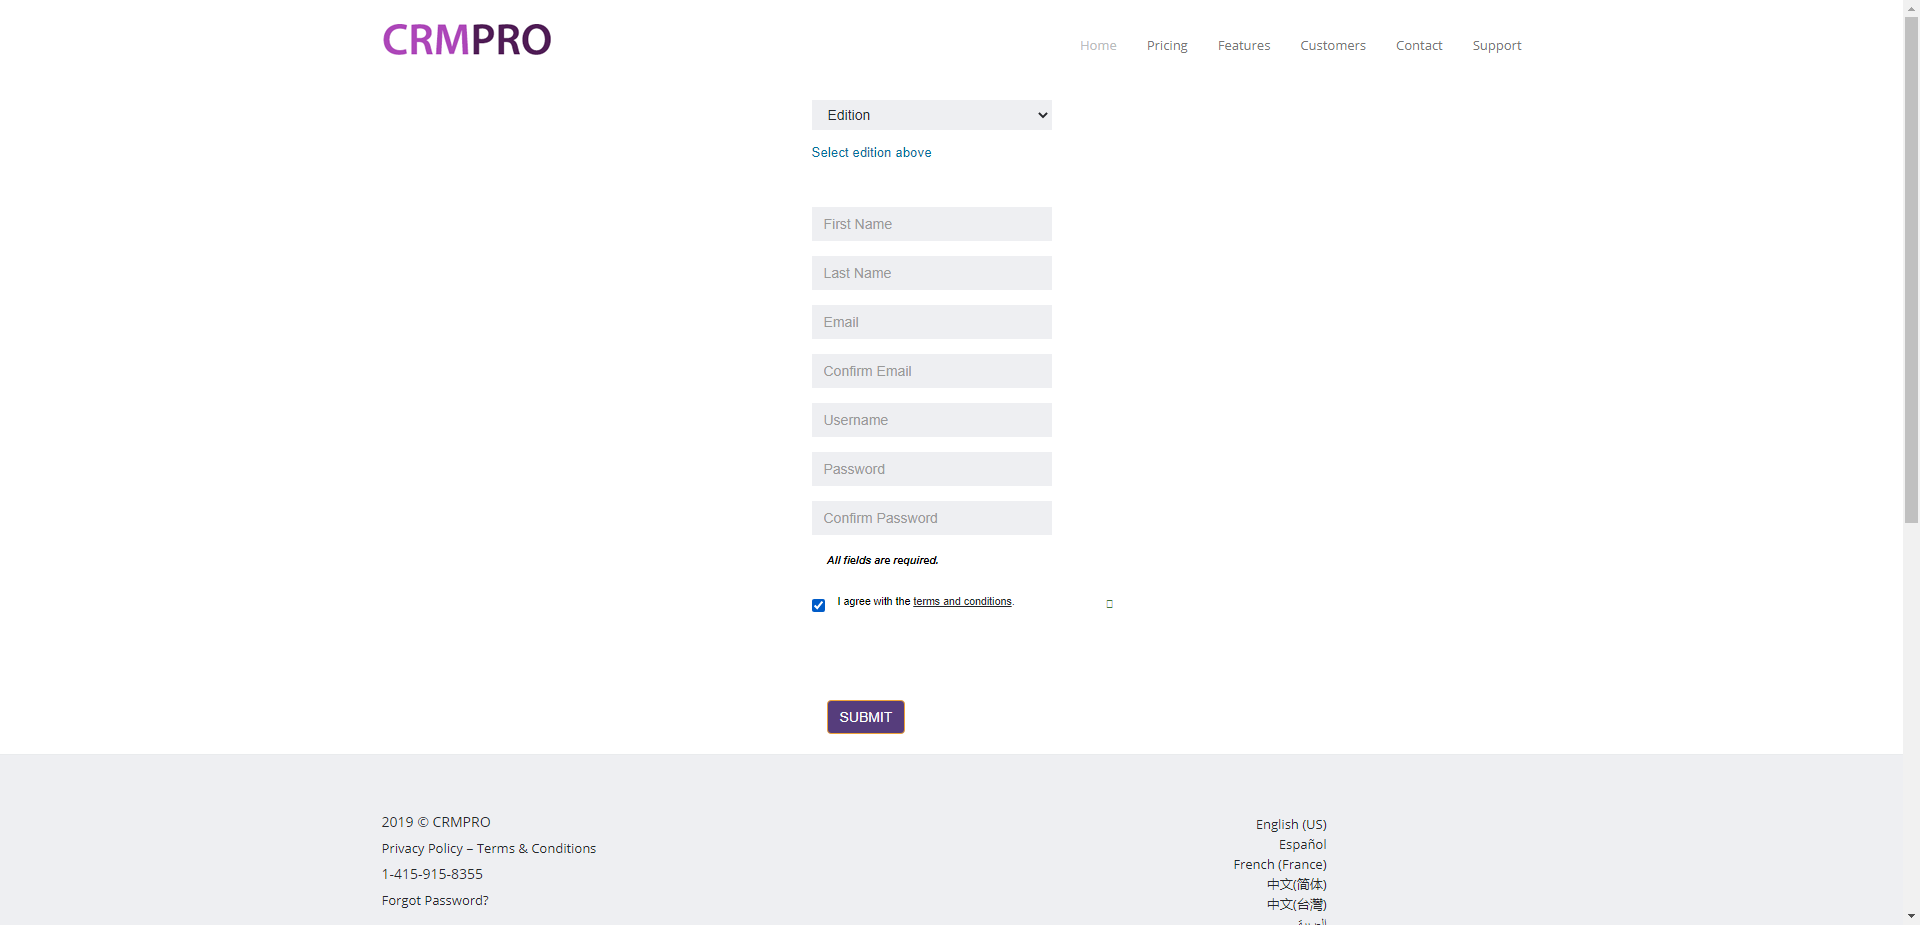 CRMPRO
Home Pricing Features Customers Contact Support
Edition
Select edition above
First Name
Last Name
Email
Confirm Email
Username
Password
Confirm Password
All fields are required.
I agree with the terms and conditions.
SUBMIT
2019 © CRMPRO
Privacy Policy – Terms & Conditions
1-415-915-8355
Forgot Password?
English (US)
Español
French (France)
中文(简体)
中文(台灣)